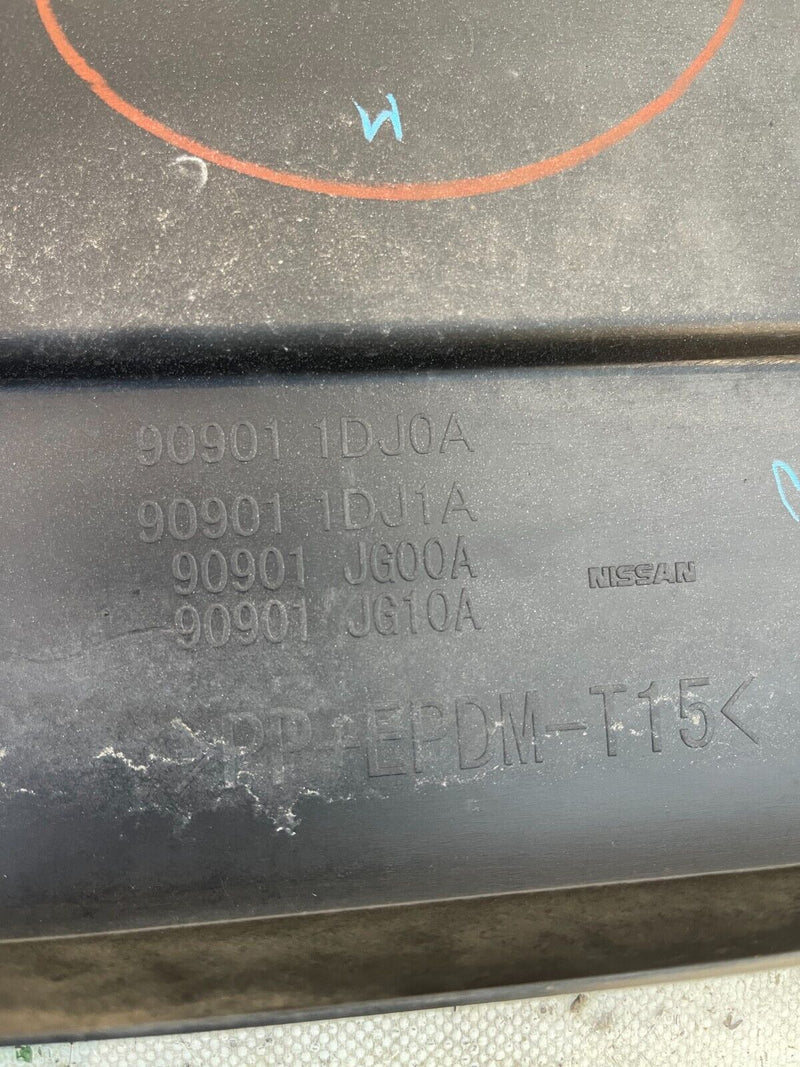 90901 1DJ0A
90901 1DJ1A
90901 JG00A
90901 JG10A
NISSAN
>PP+EPDM-T15<